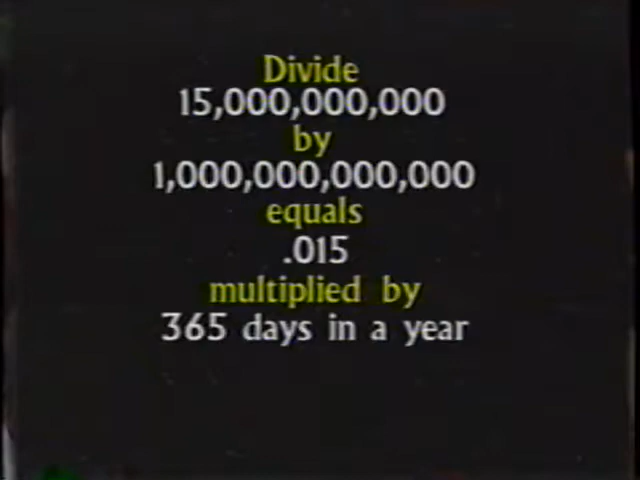 Divide
15,000,000,000
by
1,000,000,000,000
equals
.015
multiplied by
365 days in a year